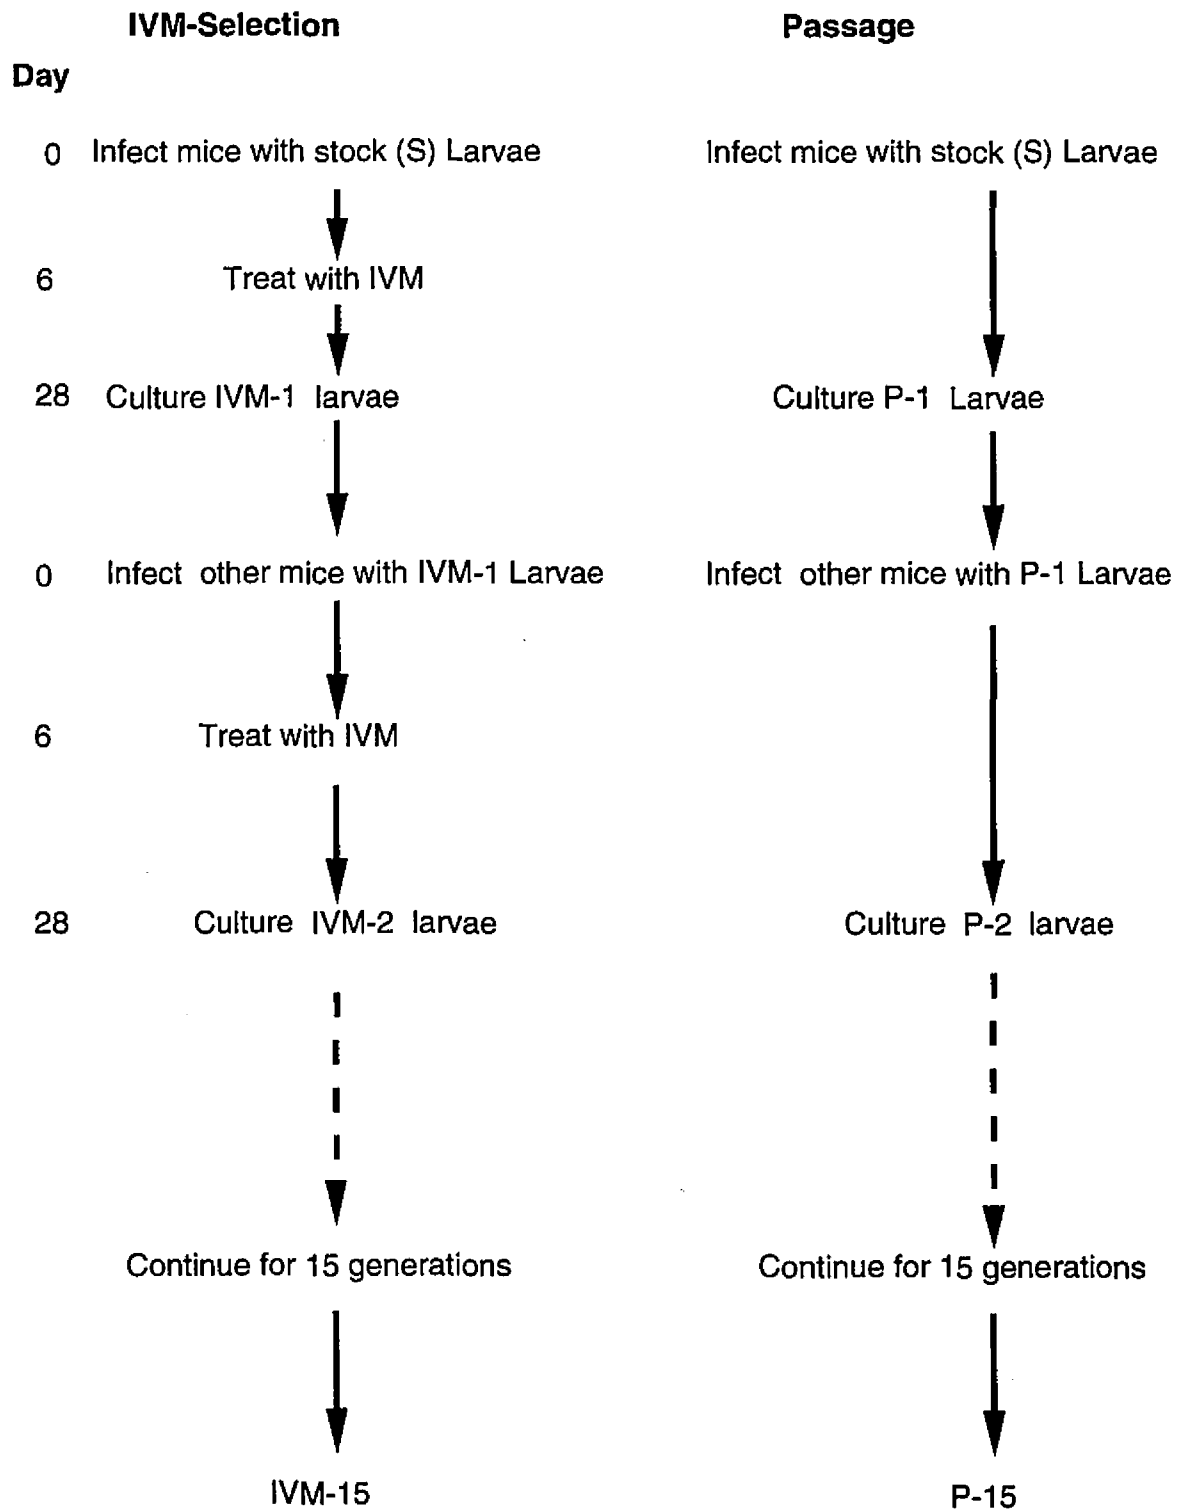 IVM-Selection Passage
Day
0 Infect mice with stock (S) Larvae Infect mice with stock (S) Larvae
6 Treat with IVM
28 Culture IVM-1 larvae Culture P-1 Larvae
0 Infect other mice with IVM-1 Larvae Infect other mice with P-1 Larvae
6 Treat with IVM
28 Culture IVM-2 larvae Culture P-2 larvae
Continue for 15 generations Continue for 15 generations
IVM-15 P-15